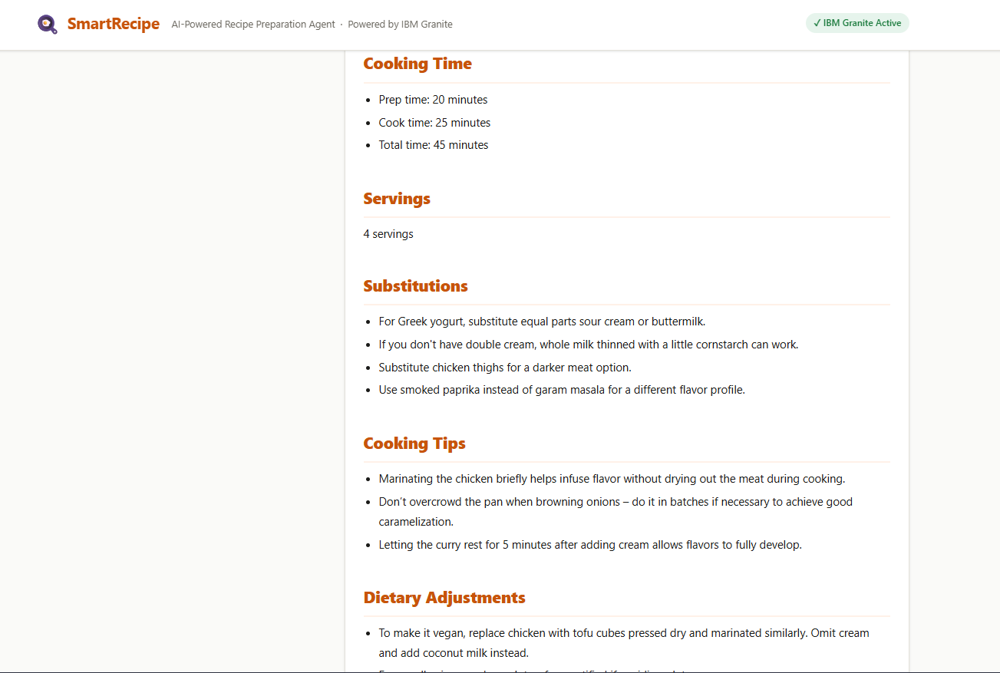 SmartRecipe AI-Powered Recipe Preparation Agent · Powered by IBM Granite ✓ IBM Granite Active
Cooking Time
• Prep time: 20 minutes
• Cook time: 25 minutes
• Total time: 45 minutes
Servings
4 servings
Substitutions
• For Greek yogurt, substitute equal parts sour cream or buttermilk.
• If you don't have double cream, whole milk thinned with a little cornstarch can work.
• Substitute chicken thighs for a darker meat option.
• Use smoked paprika instead of garam masala for a different flavor profile.
Cooking Tips
• Marinating the chicken briefly helps infuse flavor without drying out the meat during cooking.
• Don't overcrowd the pan when browning onions – do it in batches if necessary to achieve good
caramelization.
• Letting the curry rest for 5 minutes after adding cream allows flavors to fully develop.
Dietary Adjustments
• To make it vegan, replace chicken with tofu cubes pressed dry and marinated similarly. Omit cream
and add coconut milk instead.